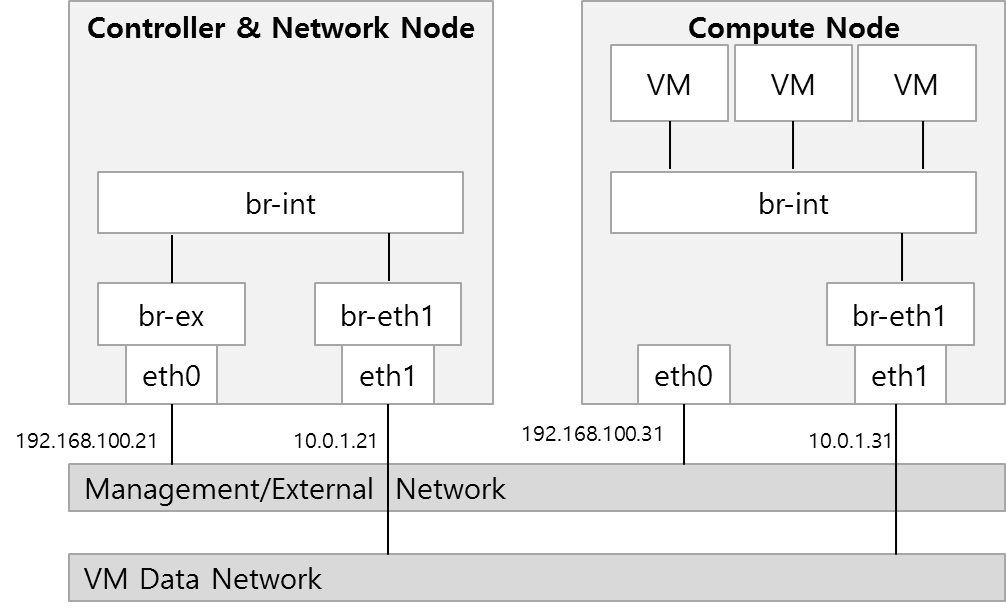 Controller & Network Node
br-int
br-ex
br-eth1
eth0
eth1
192.168.100.21
10.0.1.21
Compute Node
VM
VM
VM
br-int
br-eth1
eth0
eth1
192.168.100.31
10.0.1.31
Management/External Network
VM Data Network